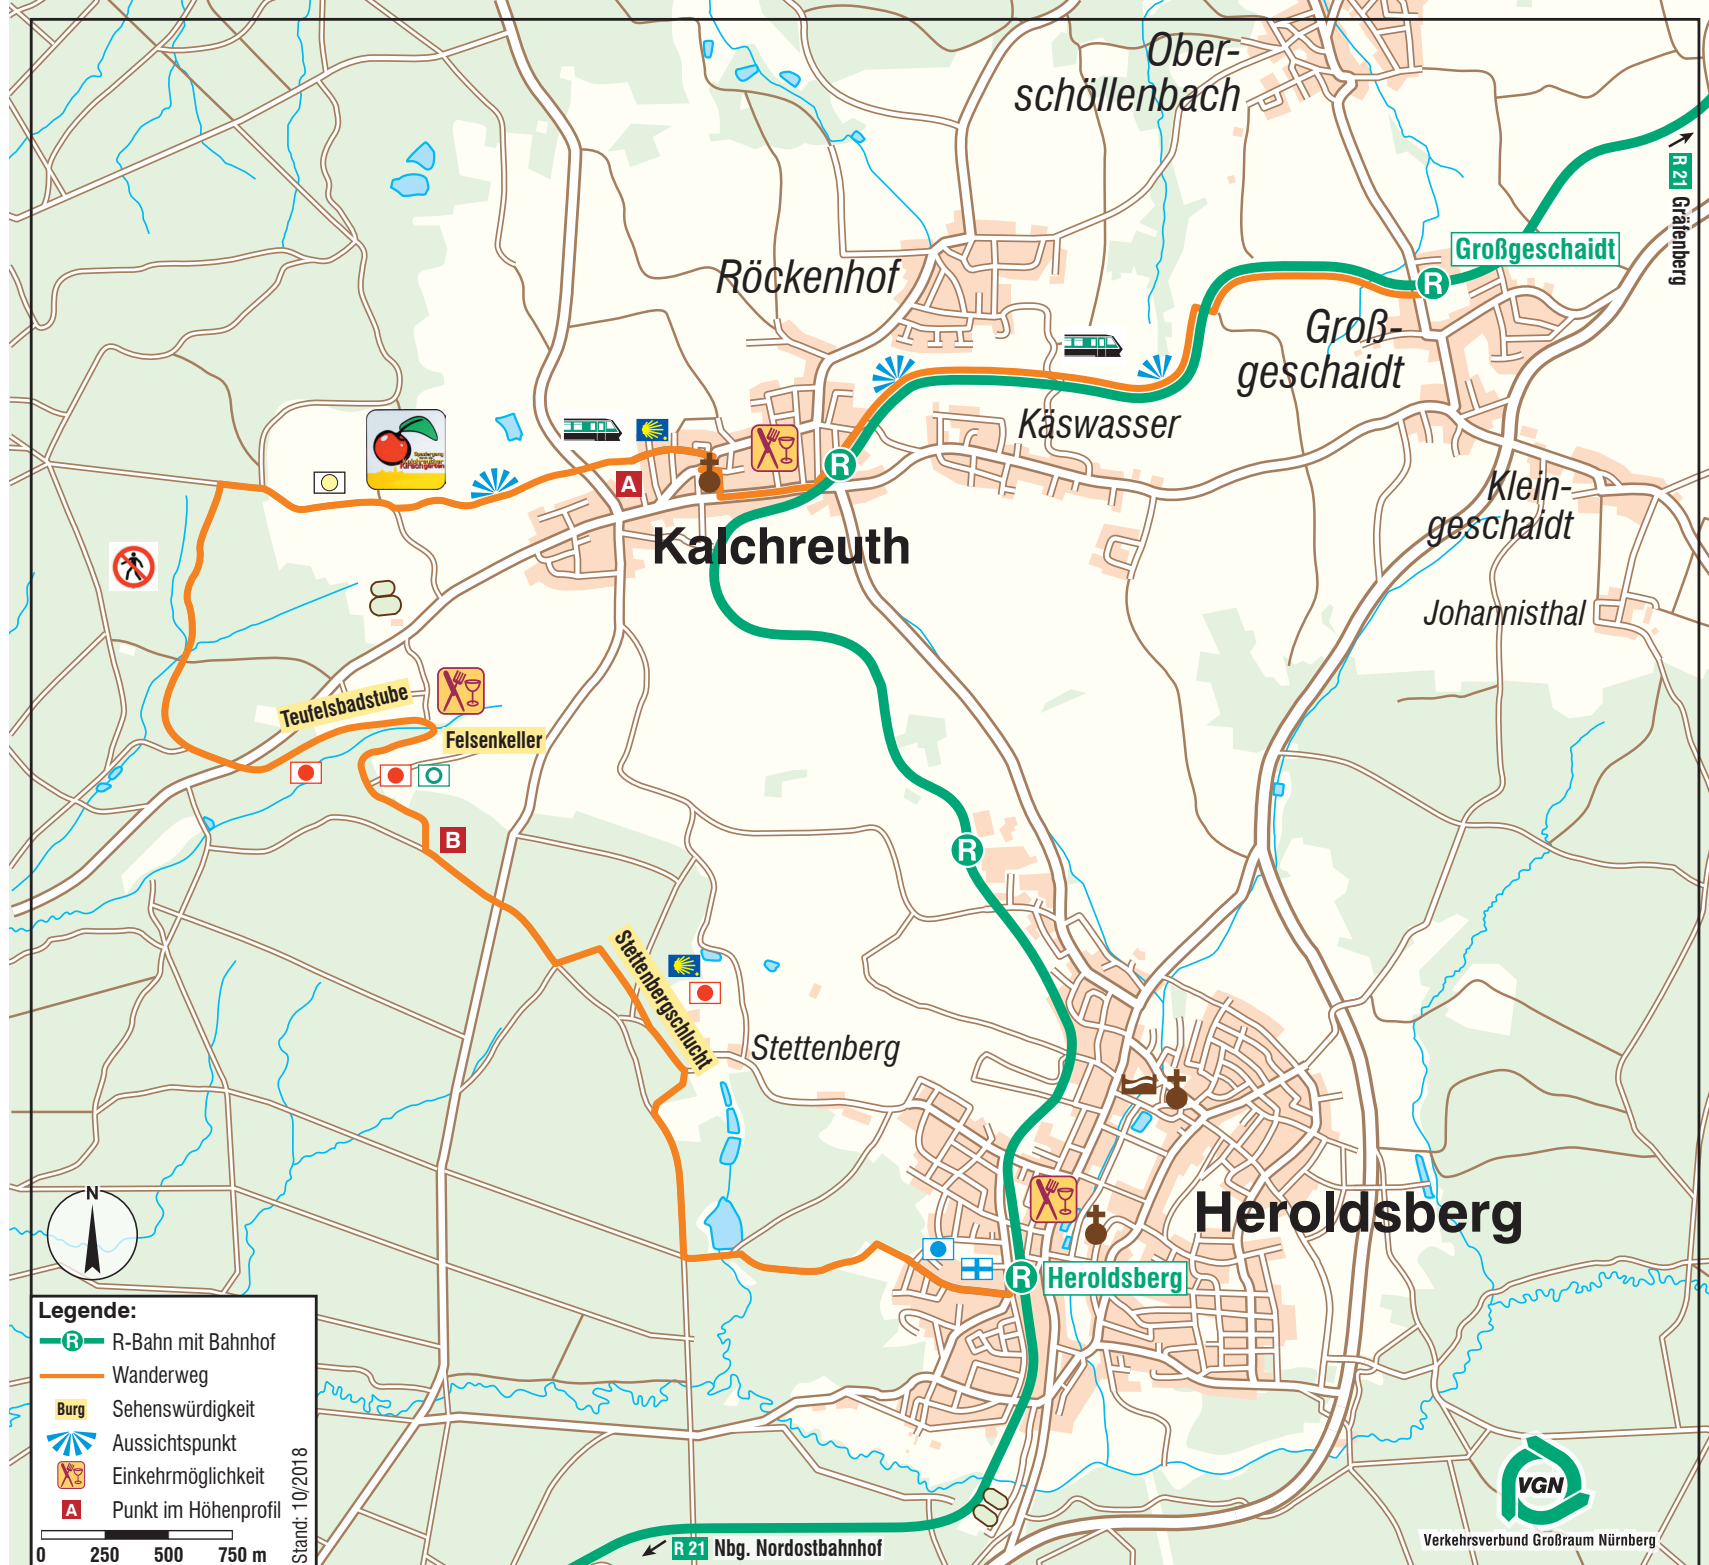 Ober-
schöllenbach
R 21 Gräfenberg
Großgeschaidt
R
Röckenhof
Groß-
geschaidt
Käswasser
R
A
Klein-
geschaidt
Kalchreuth
Johannisthal
Teufelsbadstube
Felsenkeller
B
R
Stettenbergschlucht
Stettenberg
Heroldsberg
R
Heroldsberg
N
Legende:
R
R-Bahn mit Bahnhof
Wanderweg
Burg
Sehenswürdigkeit
Aussichtspunkt
Einkehrmöglichkeit
A
Punkt im Höhenprofil
0 250 500 750 m
Stand: 10/2018
R 21 Nbg. Nordostbahnhof
VGN
Verkehrsverbund Großraum Nürnberg